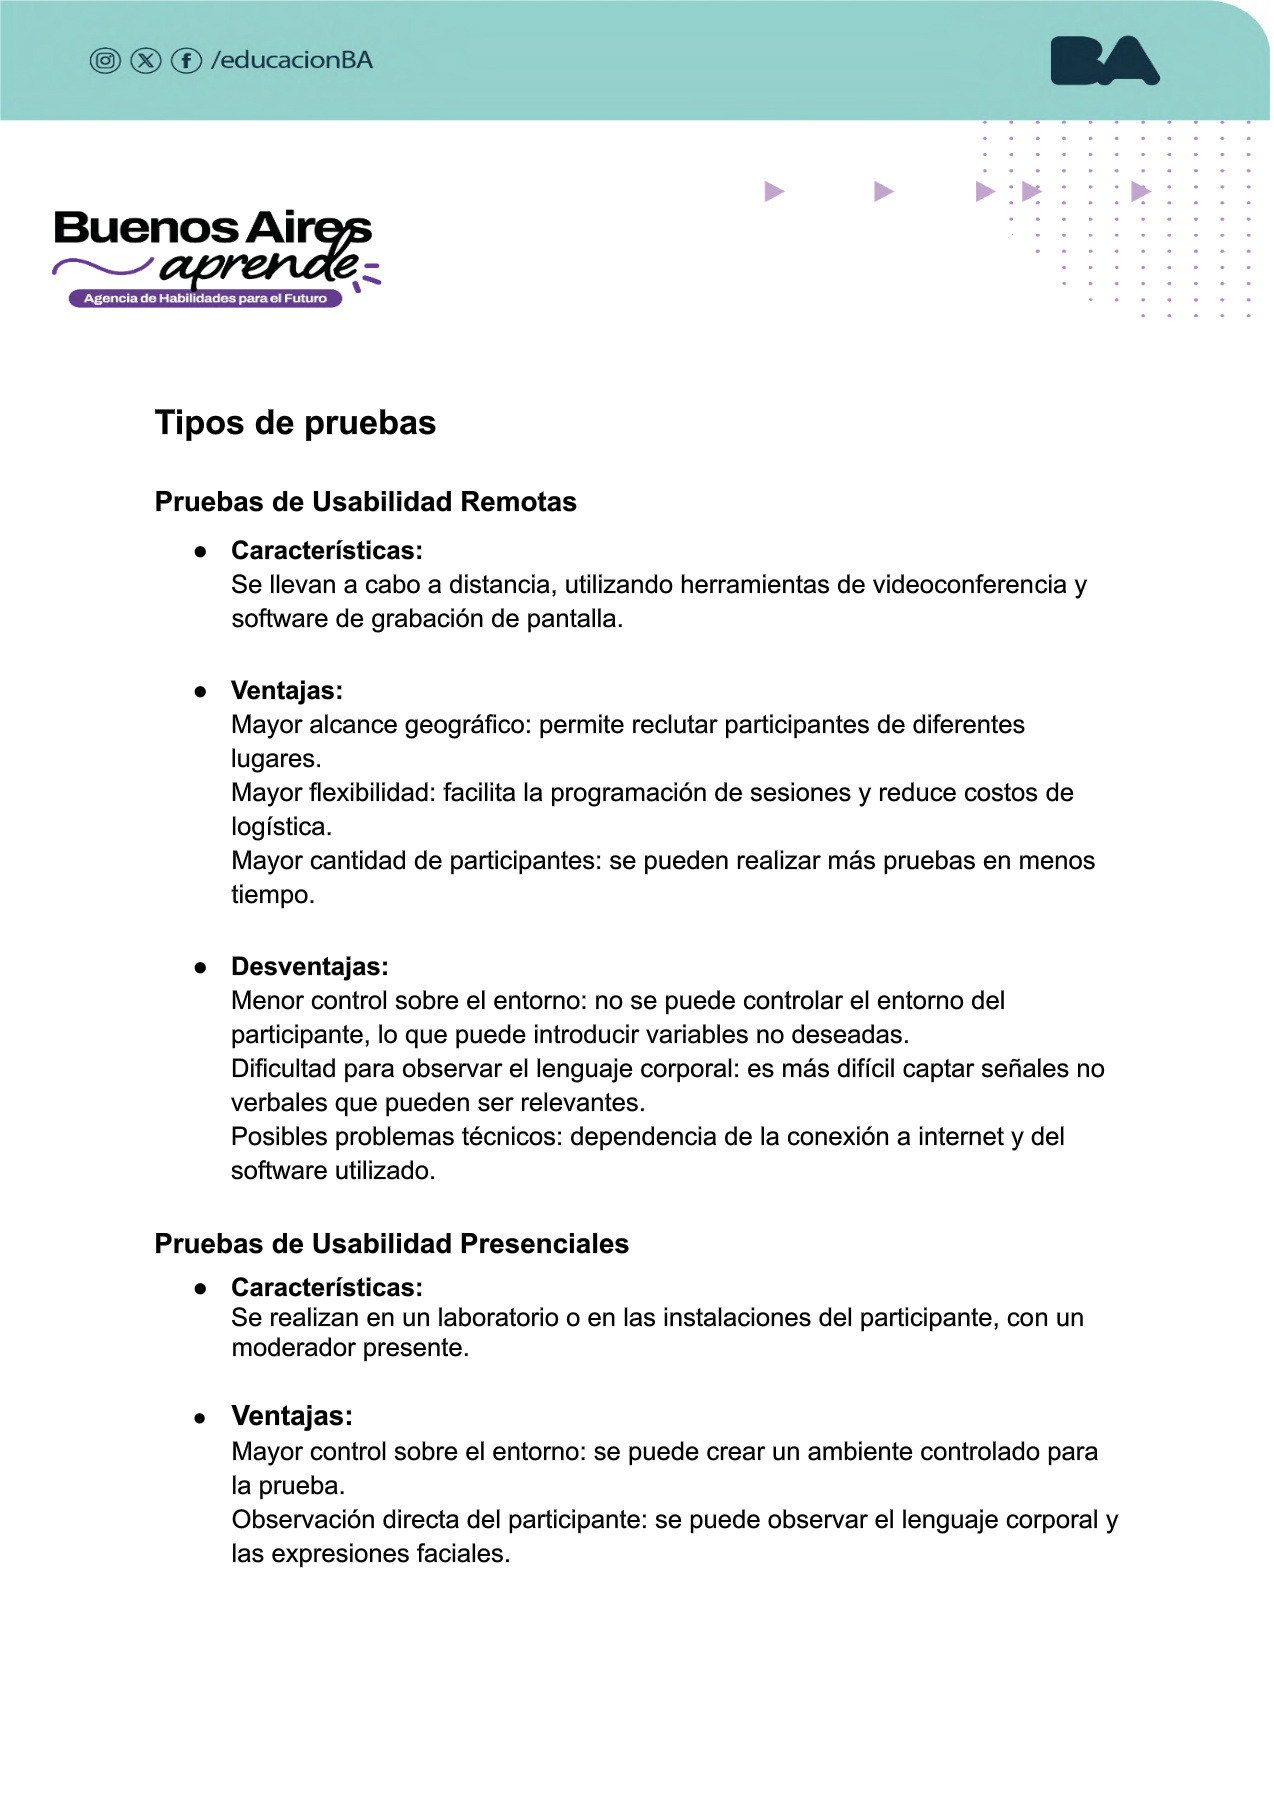 /educacionBA
BA
Buenos Aires
aprende
Agencia de Habilidades para el Futuro
Tipos de pruebas
Pruebas de Usabilidad Remotas
● Características:
Se llevan a cabo a distancia, utilizando herramientas de videoconferencia y
software de grabación de pantalla.
● Ventajas:
Mayor alcance geográfico: permite reclutar participantes de diferentes
lugares.
Mayor flexibilidad: facilita la programación de sesiones y reduce costos de
logística.
Mayor cantidad de participantes: se pueden realizar más pruebas en menos
tiempo.
● Desventajas:
Menor control sobre el entorno: no se puede controlar el entorno del
participante, lo que puede introducir variables no deseadas.
Dificultad para observar el lenguaje corporal: es más difícil captar señales no
verbales que pueden ser relevantes.
Posibles problemas técnicos: dependencia de la conexión a internet y del
software utilizado.
Pruebas de Usabilidad Presenciales
● Características:
Se realizan en un laboratorio o en las instalaciones del participante, con un
moderador presente.
● Ventajas:
Mayor control sobre el entorno: se puede crear un ambiente controlado para
la prueba.
Observación directa del participante: se puede observar el lenguaje corporal y
las expresiones faciales.